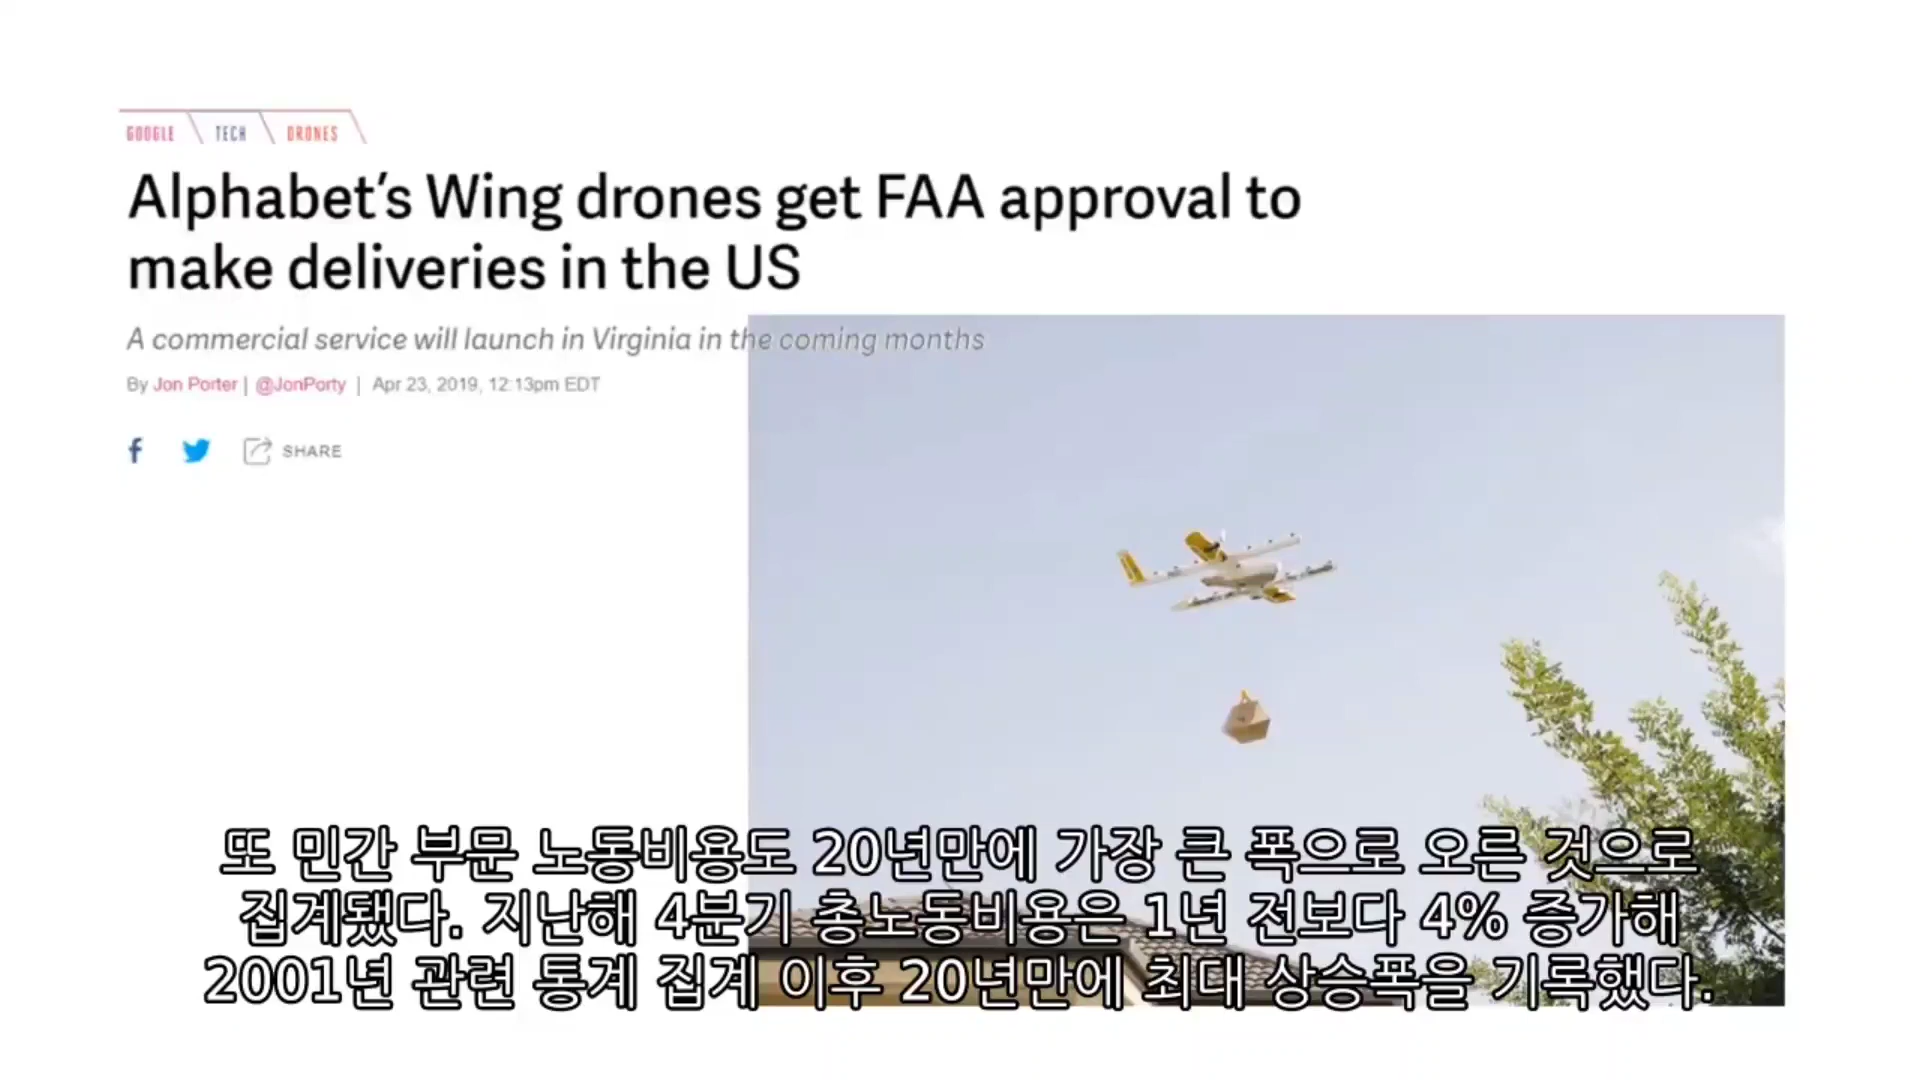 GOOGLE TECH DRONES
Alphabet’s Wing drones get FAA approval to
make deliveries in the US
A commercial service will launch in Virginia in the coming months
By Jon Porter | @JonPorty | Apr 23, 2019, 12:13pm EDT
SHARE
또 민간 부문 노동비용도 20년만에 가장 큰 폭으로 오른 것으로
집계됐다. 지난해 4분기 총노동비용은 1년 전보다 4% 증가해
2001년 관련 통계 집계 이후 20년만에 최대 상승폭을 기록했다.